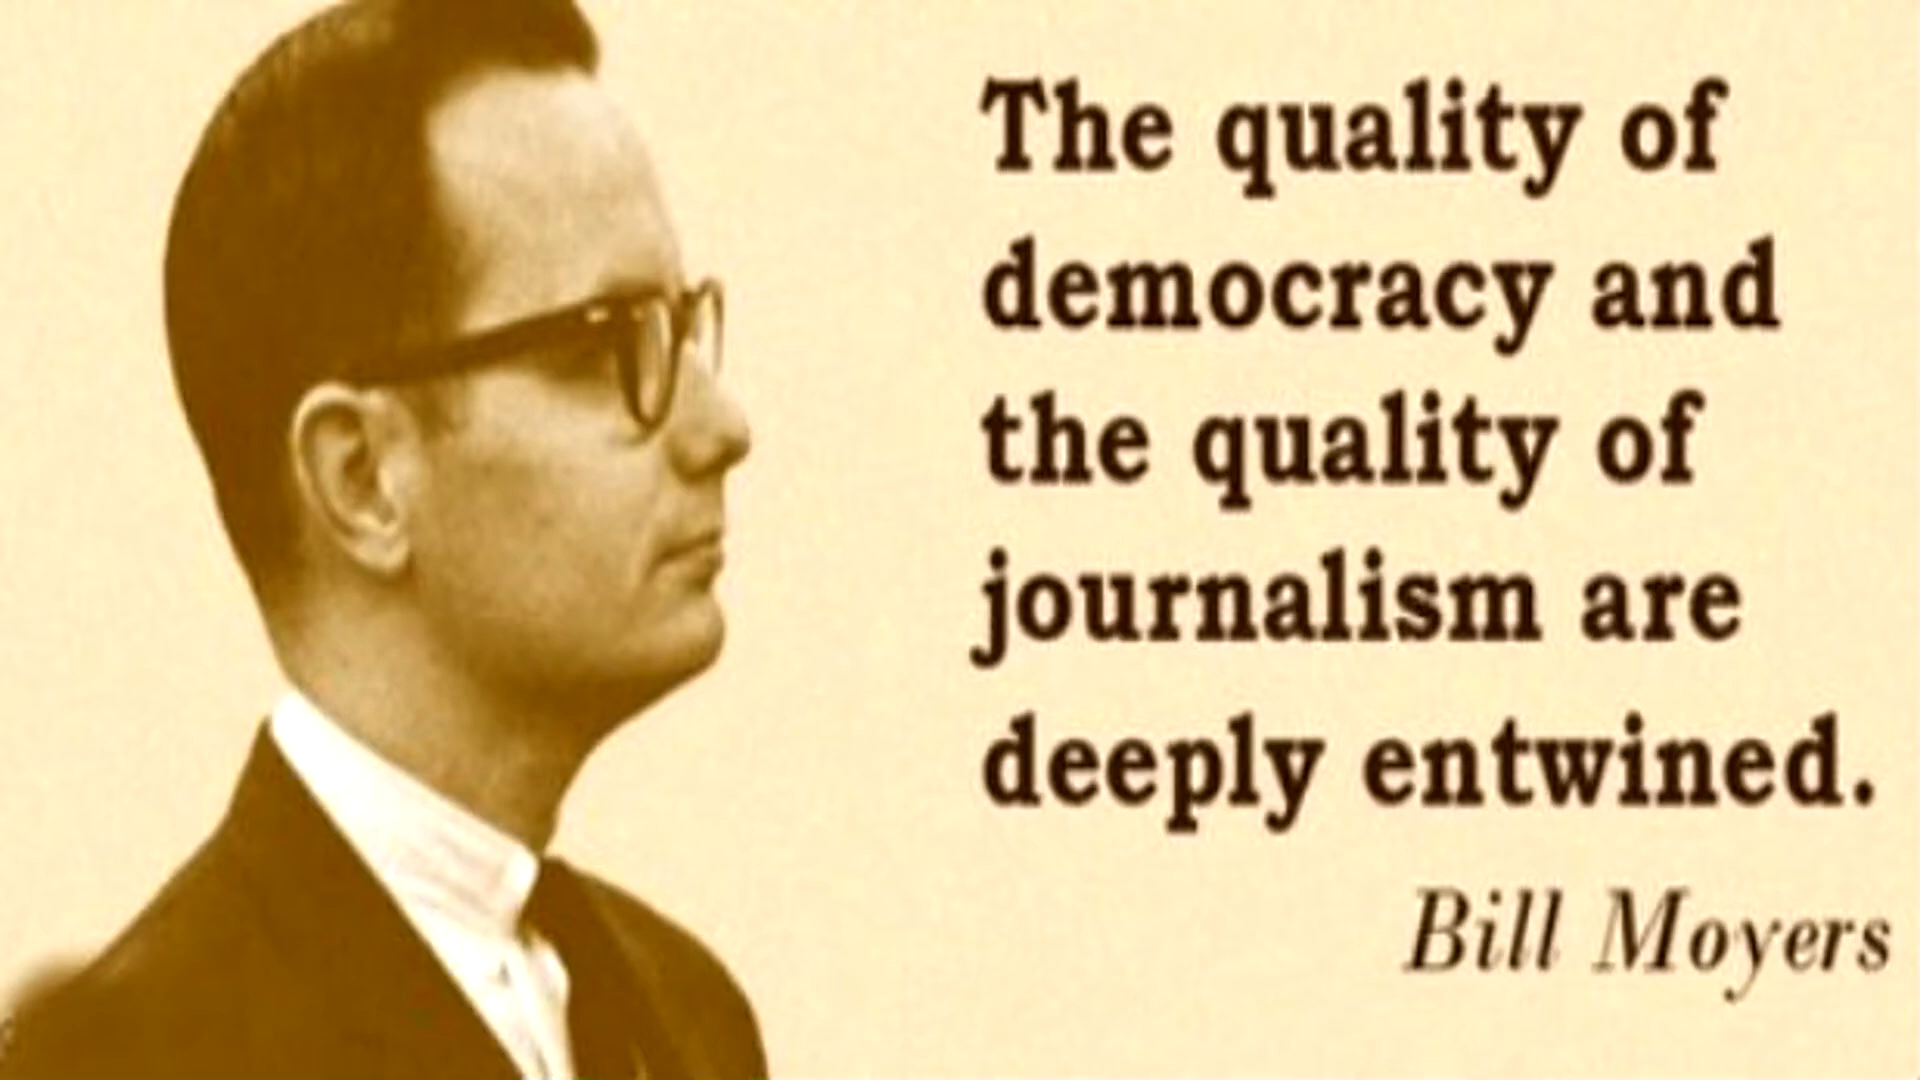 The quality of
democracy and
the quality of
journalism are
deeply entwined.
Bill Moyers